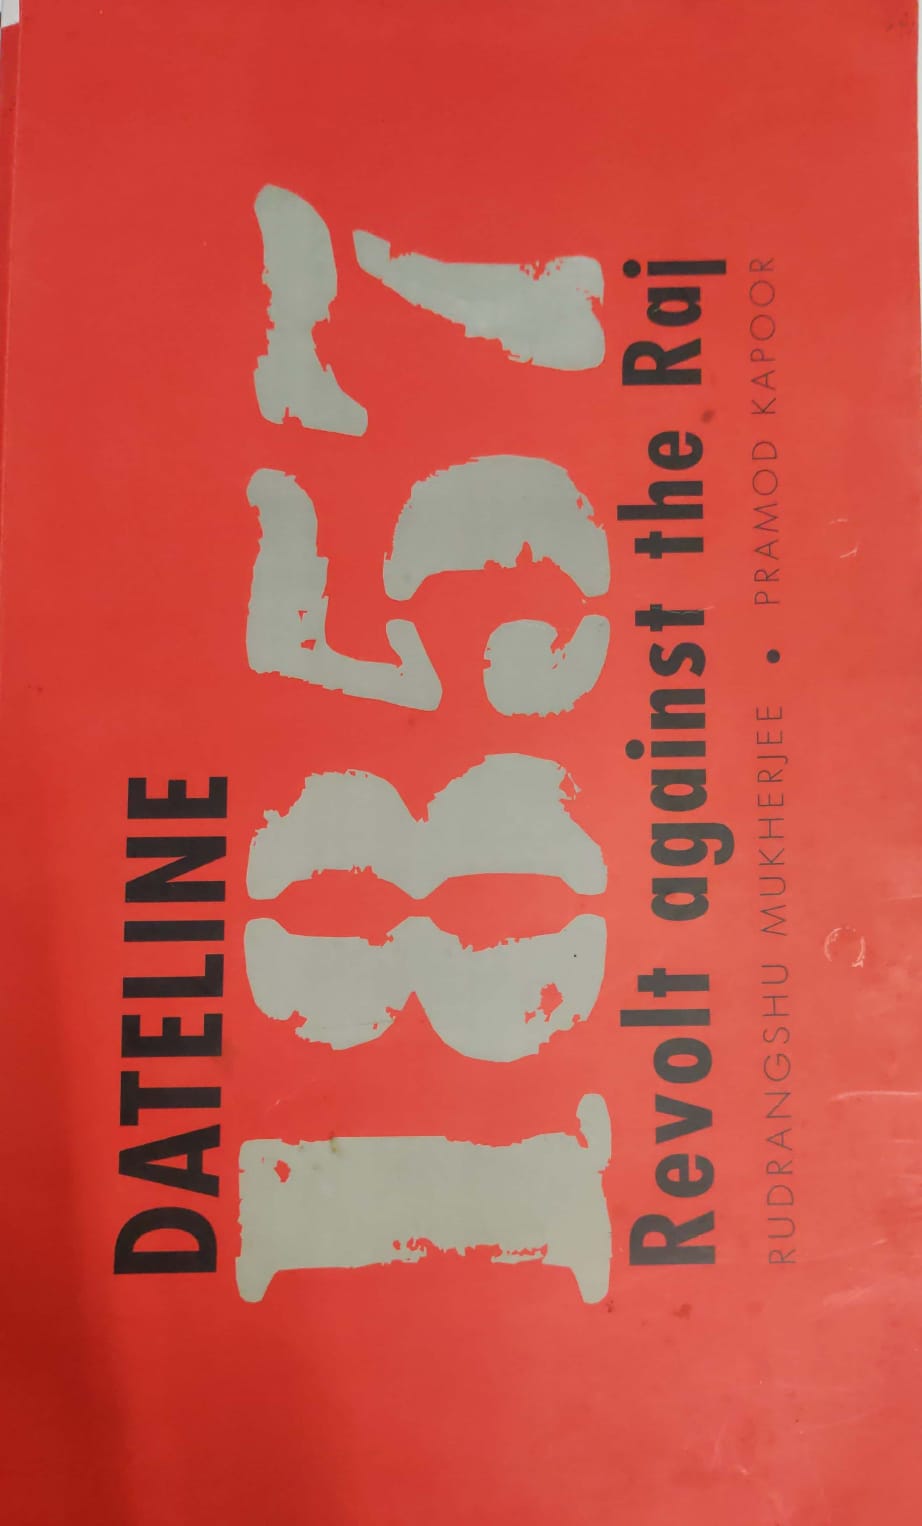 DATELINE
1857
Revolt against the Raj
RUDRANGSHU MUKHERJEE • PRAMOD KAPOOR